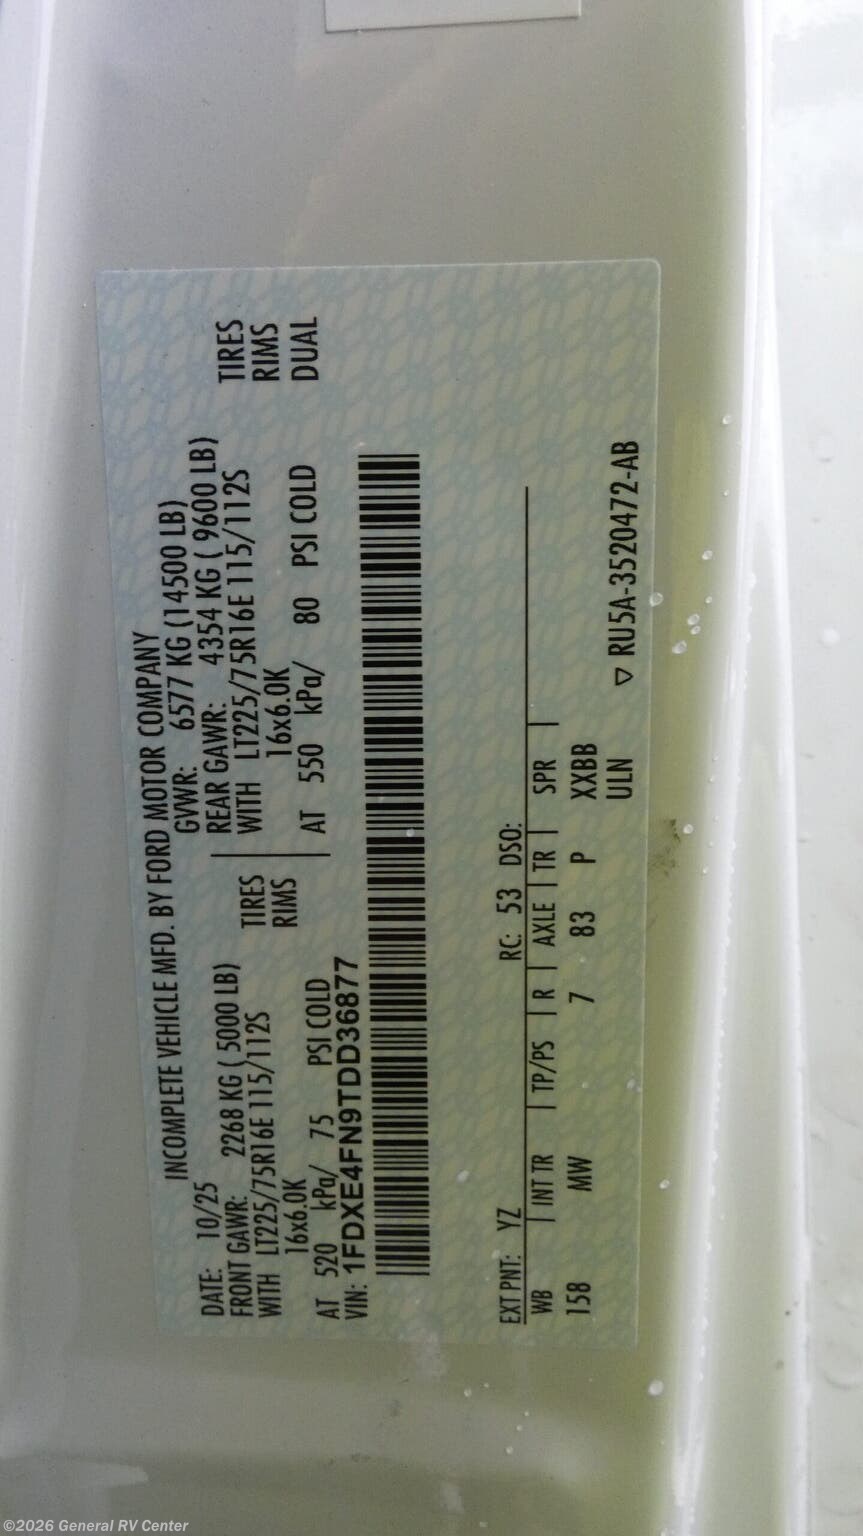 INCOMPLETE VEHICLE MFD. BY FORD MOTOR COMPANY
DATE: 10/25 GVWR: 6577 KG (14500 LB)
FRONT GAWR: 2268 KG ( 5000 LB) REAR GAWR: 4354 KG ( 9600 LB)
WITH LT225/75R16E 115/112S TIRES WITH LT225/75R16E 115/112S TIRES
16x6.0K RIMS 16x6.0K RIMS
AT 520 kPa/ 75 PSI COLD AT 550 kPa/ 80 PSI COLD DUAL
VIN: 1FDXE4FN9TDD36877
EXT PNT: YZ RC: 53 DSO:
WB | INT TR | TP/PS | R | AXLE | TR | SPR |
158 MW 7 83 P XXBB
ULN
▽ RU5A-3520472-AB
©2026 General RV Center